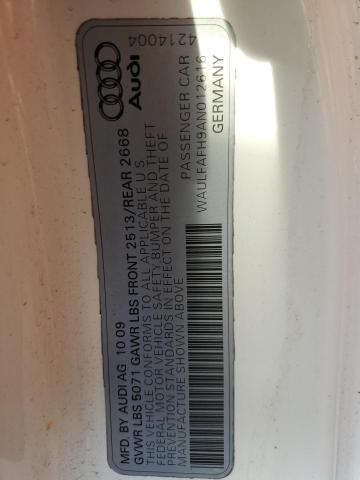 4214004
Audi
MFD. BY AUDI AG 10 09
GVWR LBS 5071 GAWR LBS FRONT 2513/REAR 2668
THIS VEHICLE CONFORMS TO ALL APPLICABLE U S
FEDERAL MOTOR VEHICLE SAFETY BUMPER AND THEFT
PREVENTION STANDARDS IN EFFECT ON THE DATE OF
MANUFACTURE SHOWN ABOVE
PASSENGER CAR
WAULFAFH9AN012616
GERMANY